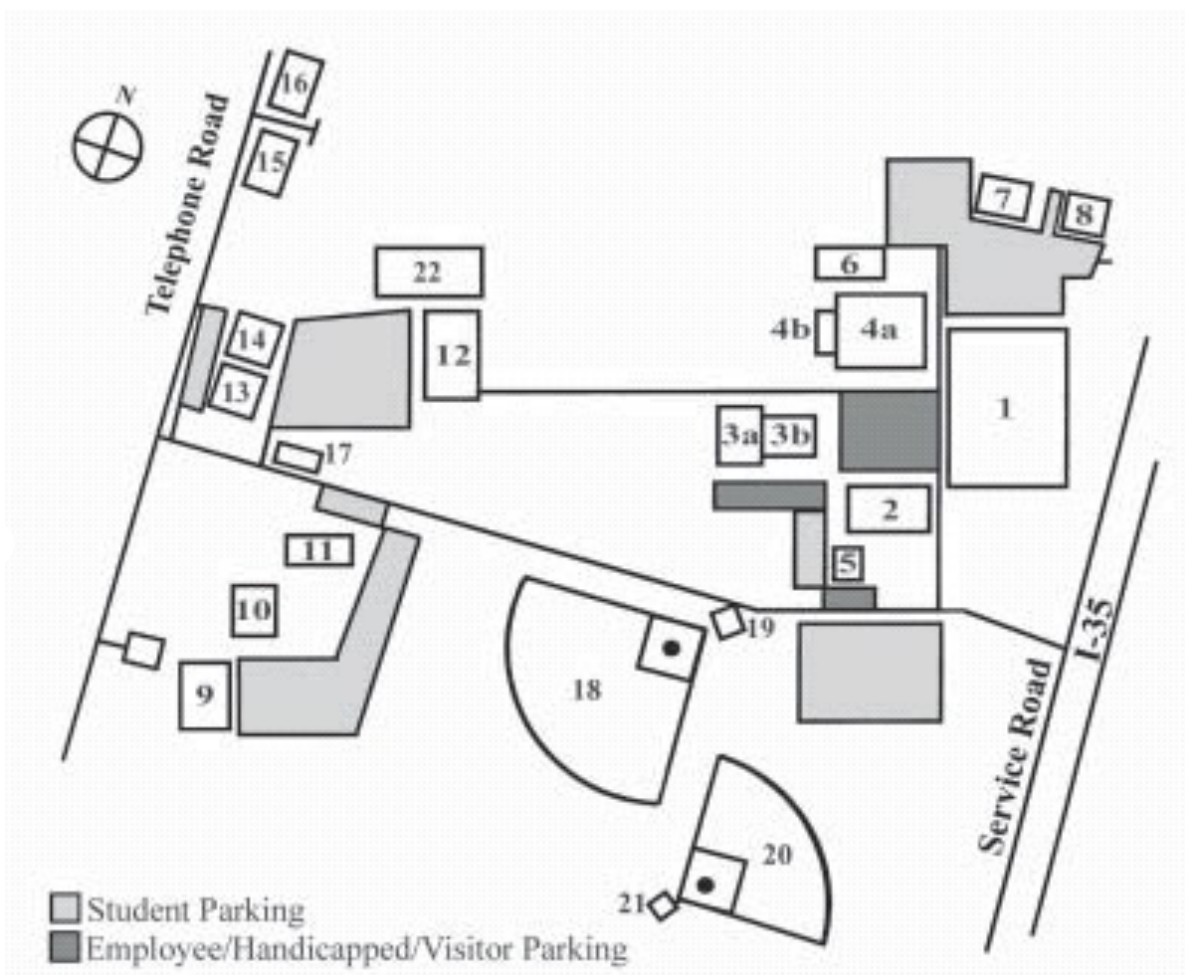 N
16
15
Telephone Road
7
8
6
22
4b
4a
14
12
13
1
3a
3b
17
2
11
5
10
19
I-35
9
18
Service Road
20
21
Student Parking
Employee/Handicapped/Visitor Parking